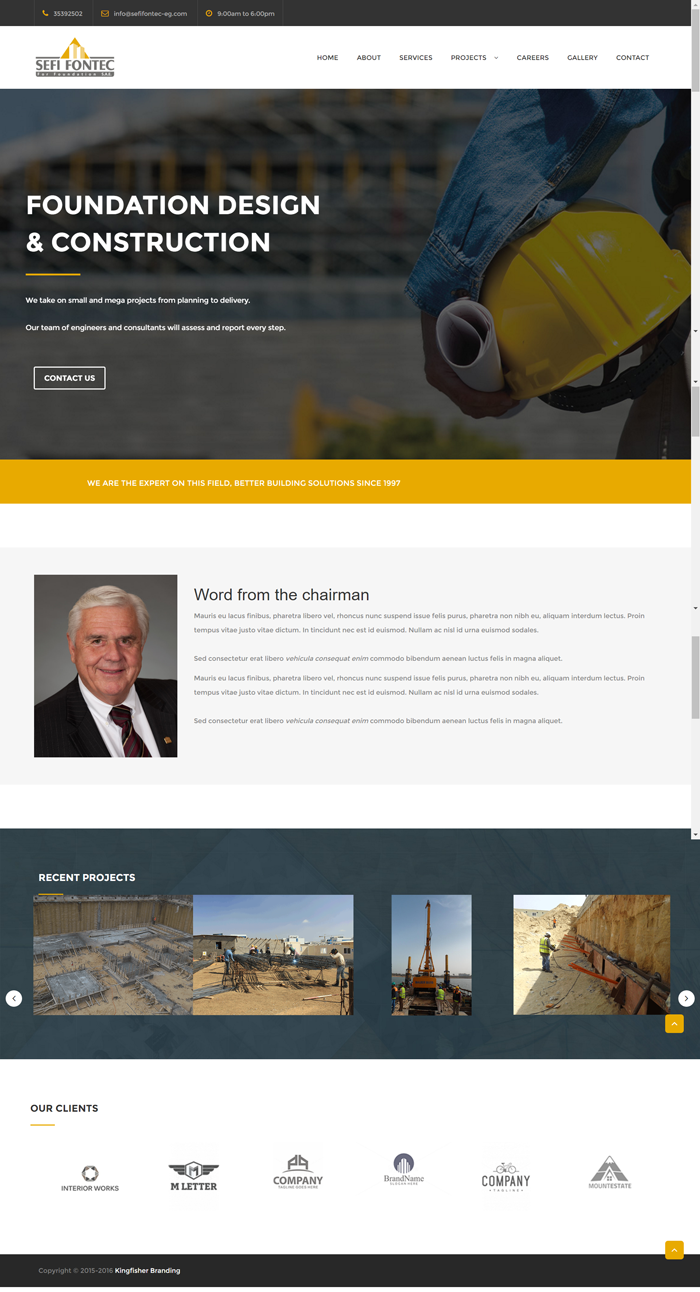 35392502
info@sefifontec-eg.com
9:00am to 6:00pm
SEFI FONTEC
For Foundation S.A.E
HOME
ABOUT
SERVICES
PROJECTS
CAREERS
GALLERY
CONTACT
FOUNDATION DESIGN
& CONSTRUCTION
We take on small and mega projects from planning to delivery.
Our team of engineers and consultants will assess and report every step.
CONTACT US
WE ARE THE EXPERT ON THIS FIELD, BETTER BUILDING SOLUTIONS SINCE 1997
Word from the chairman
Mauris eu lacus finibus, pharetra libero vel, rhoncus nunc suspend issue felis purus, pharetra non nibh eu, aliquam interdum lectus. Proin
tempus vitae justo vitae dictum. In tincidunt nec est id euismod. Nullam ac nisl id urna euismod sodales.
Sed consectetur erat libero vehicula consequat enim commodo bibendum aenean luctus felis in magna aliquet.
Mauris eu lacus finibus, pharetra libero vel, rhoncus nunc suspend issue felis purus, pharetra non nibh eu, aliquam interdum lectus. Proin
tempus vitae justo vitae dictum. In tincidunt nec est id euismod. Nullam ac nisl id urna euismod sodales.
Sed consectetur erat libero vehicula consequat enim commodo bibendum aenean luctus felis in magna aliquet.
RECENT PROJECTS
OUR CLIENTS
INTERIOR WORKS
M
M LETTER
COMPANY
TAGLINE GOES HERE
BrandName
SLOGAN HERE
COMPANY
TAGLINE
MOUNTESTATE
Copyright © 2015-2016 Kingfisher Branding